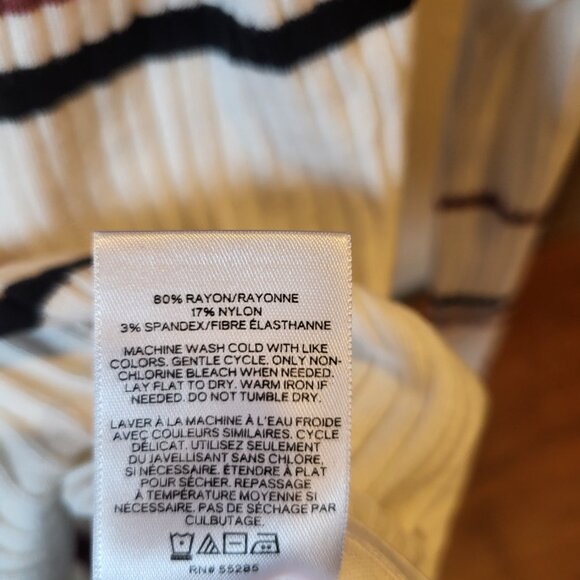 80% RAYON/RAYONNE
17% NYLON
3% SPANDEX/FIBRE ÉLASTHANNE
MACHINE WASH COLD WITH LIKE
COLORS. GENTLE CYCLE. ONLY NON-
CHLORINE BLEACH WHEN NEEDED.
LAY FLAT TO DRY. WARM IRON IF
NEEDED. DO NOT TUMBLE DRY.
LAVER À LA MACHINE À L'EAU FROIDE
AVEC COULEURS SIMILAIRES. CYCLE
DÉLICAT. UTILISEZ SEULEMENT
DU JAVELLISANT SANS CHLORE,
SI NÉCESSAIRE. ÉTENDRE À PLAT
POUR SÉCHER. REPASSAGE
À TEMPÉRATURE MOYENNE SI
NÉCESSAIRE. PAS DE SÉCHAGE PAR
CULBUTAGE.
RN# 55285